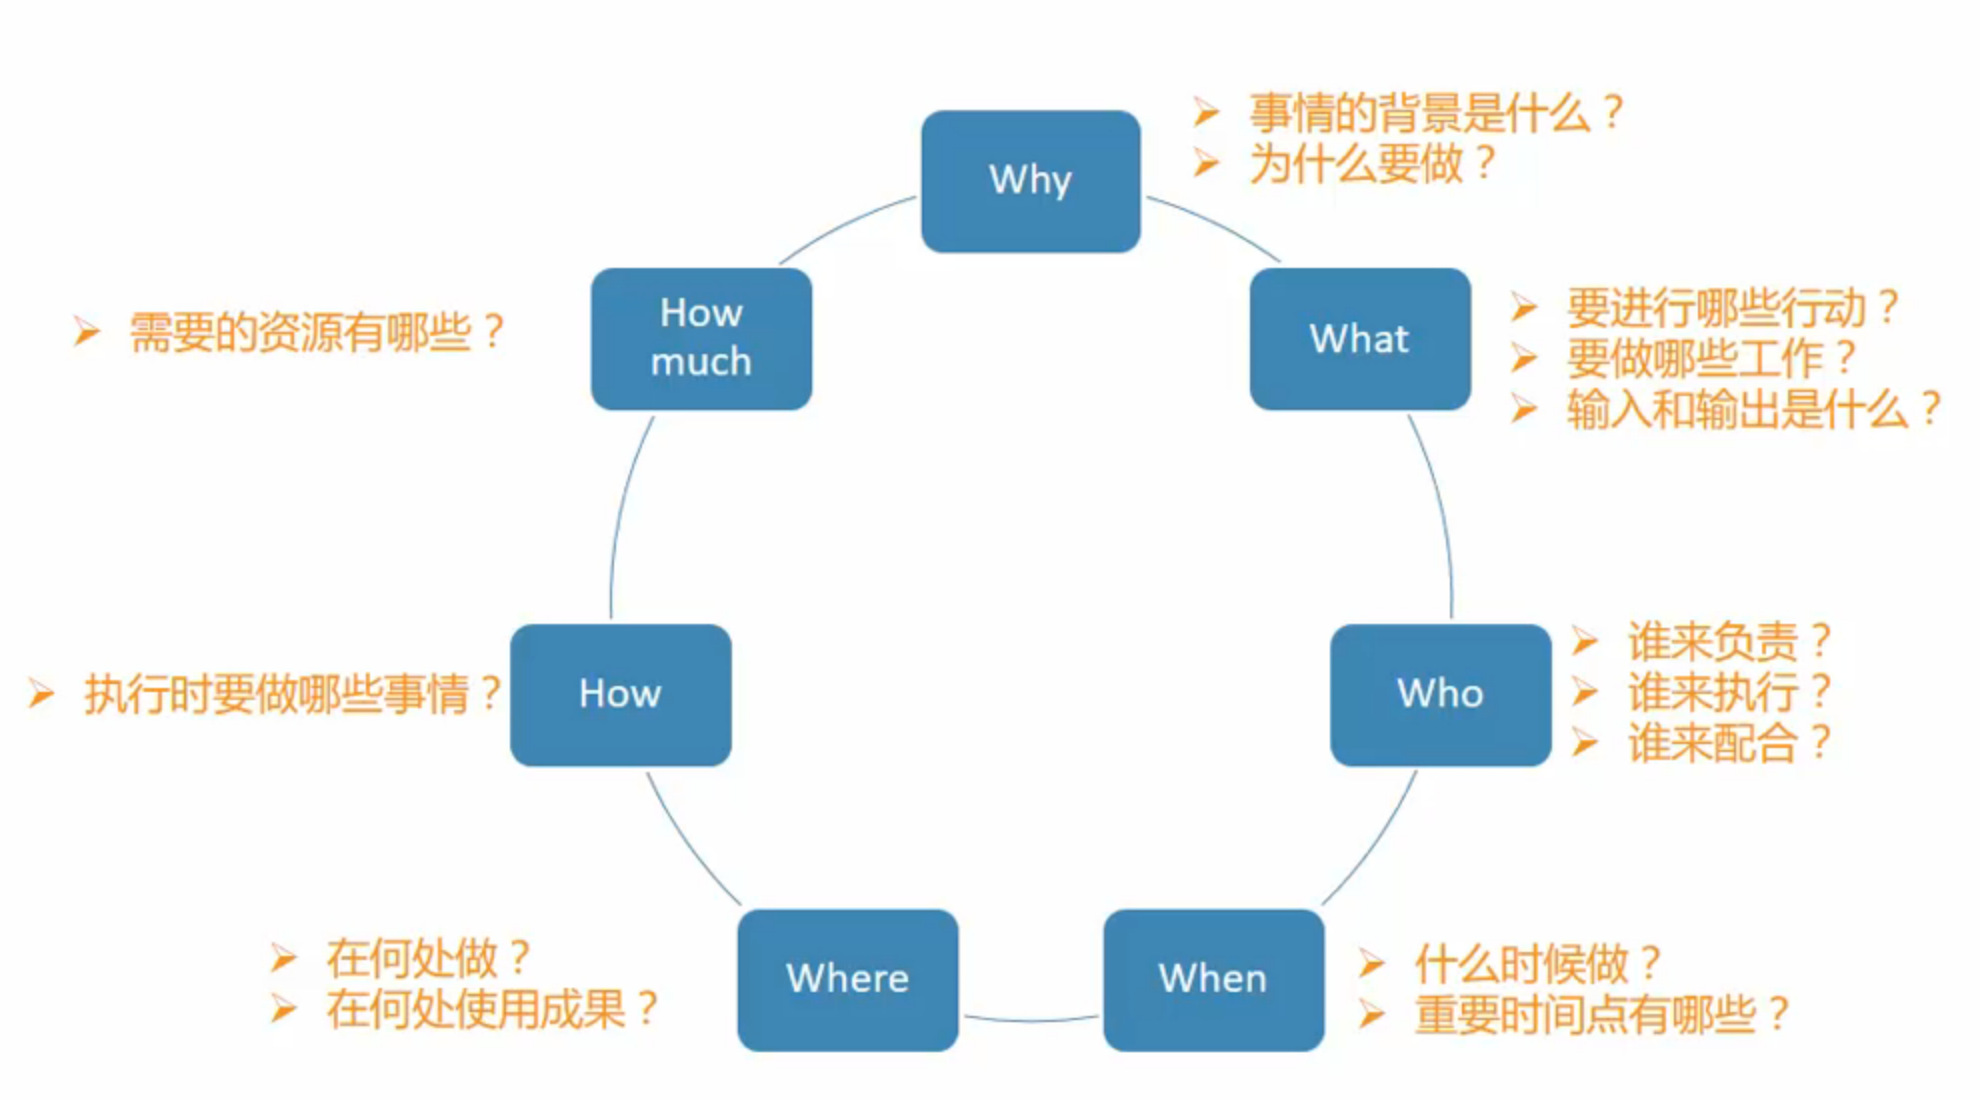 Why
事情的背景是什么？
为什么要做？
What
要进行哪些行动？
要做哪些工作？
输入和输出是什么？
Who
谁来负责？
谁来执行？
谁来配合？
When
什么时候做？
重要时间点有哪些？
Where
在何处做？
在何处使用成果？
How
执行时要做哪些事情？
How
much
需要的资源有哪些？